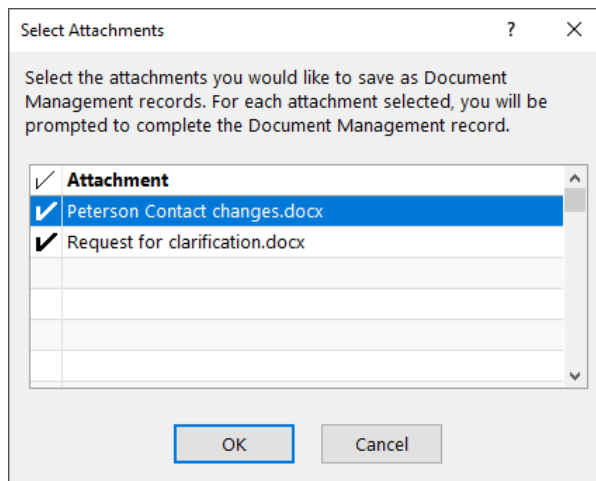 Select Attachments ?
Select the attachments you would like to save as Document
Management records. For each attachment selected, you will be
prompted to complete the Document Management record.
Attachment
Peterson Contact changes.docx
Request for clarification.docx
OK Cancel